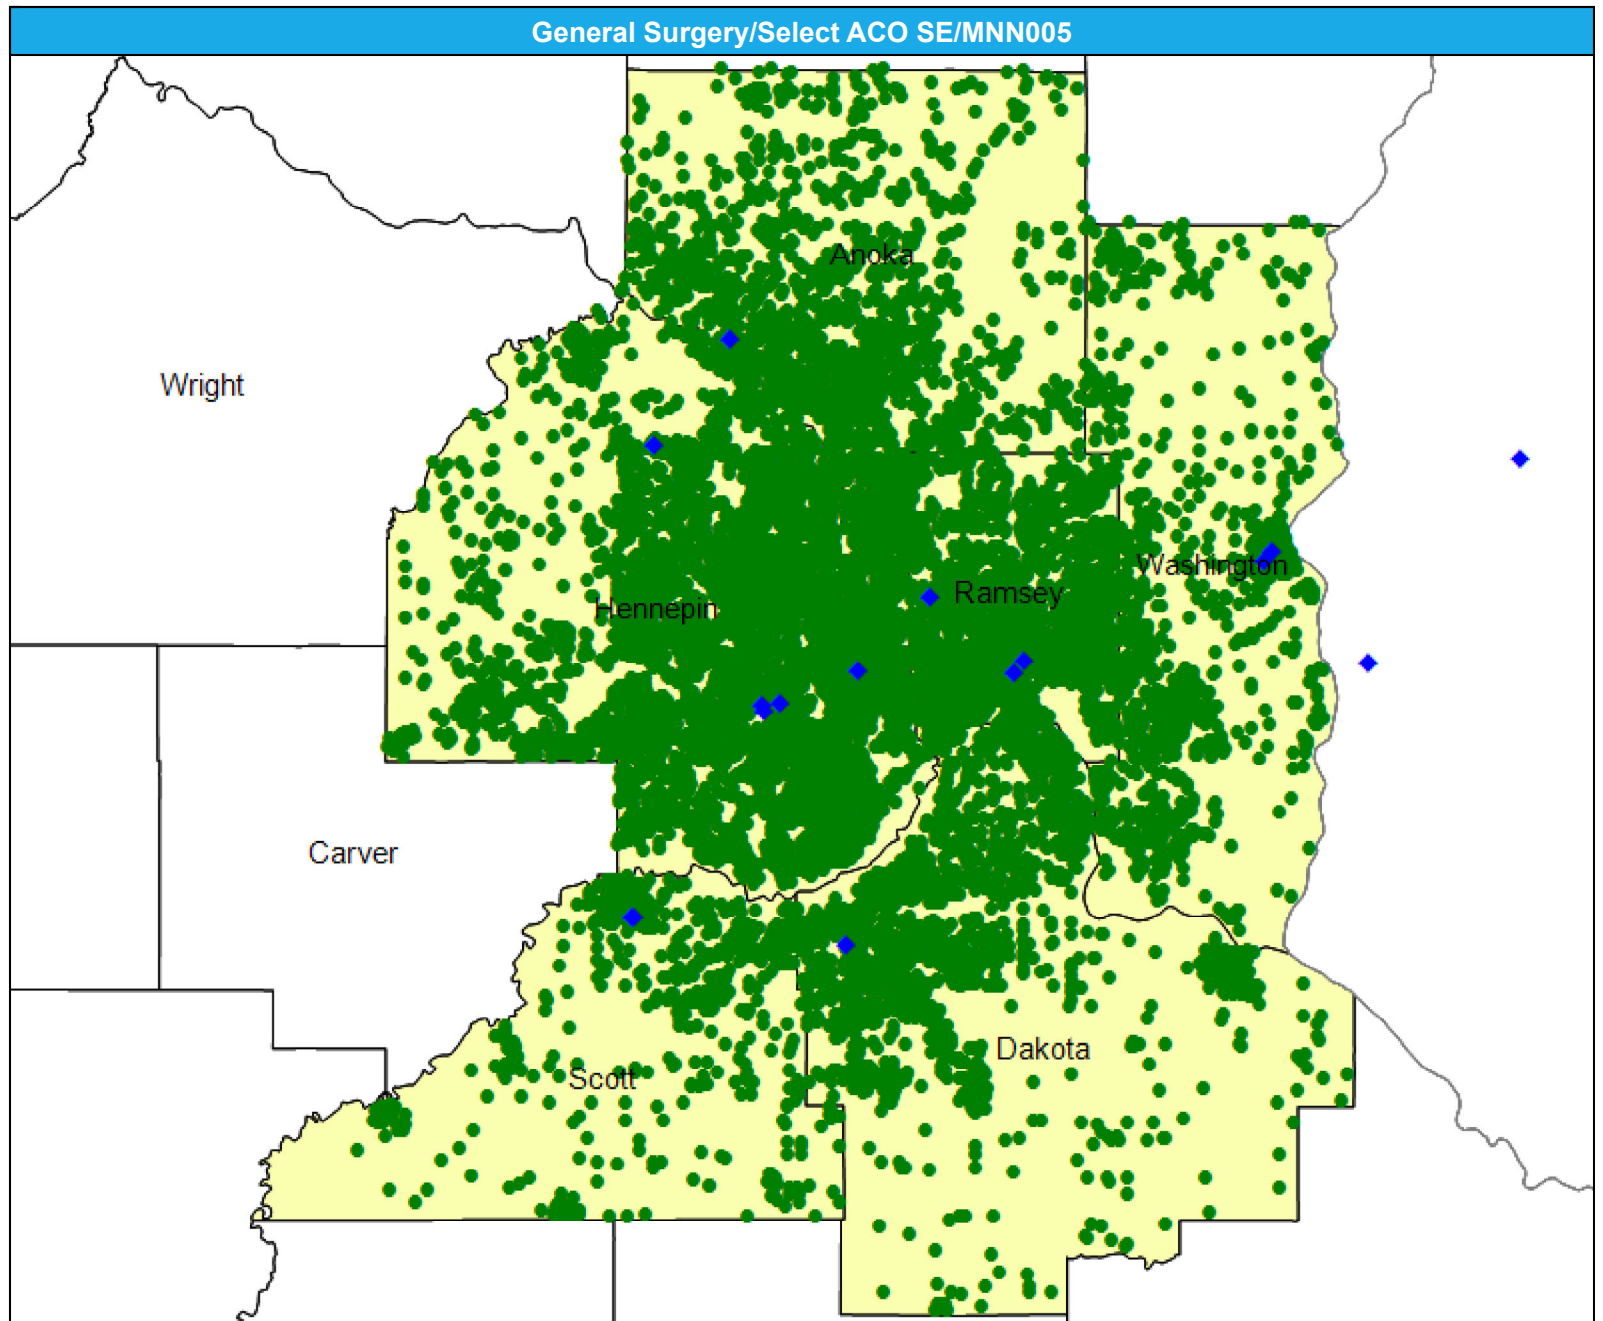 General Surgery/Select ACO SE/MNN005
Anoka
Wright
Washington
Ramsey
Hennepin
Carver
Dakota
Scott